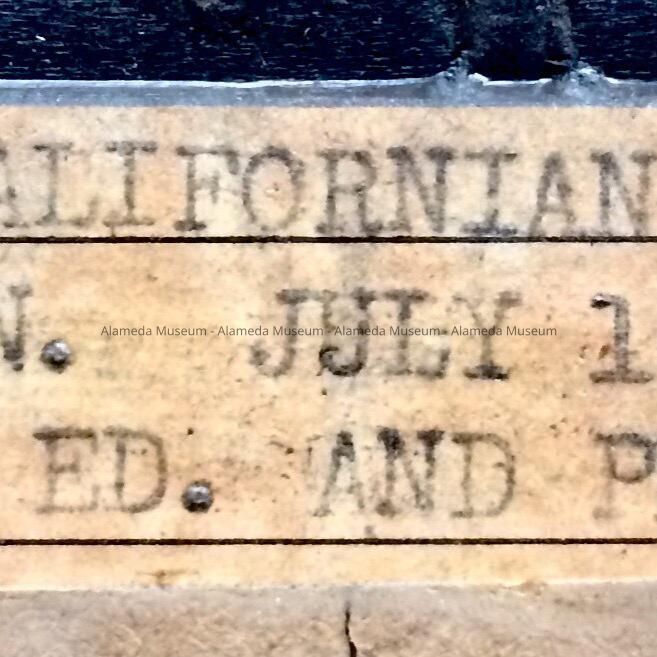 ALIFORNIAN
N. JULY 1
Alameda Museum - Alameda Museum - Alameda Museum - Alameda Museum
ED. AND P